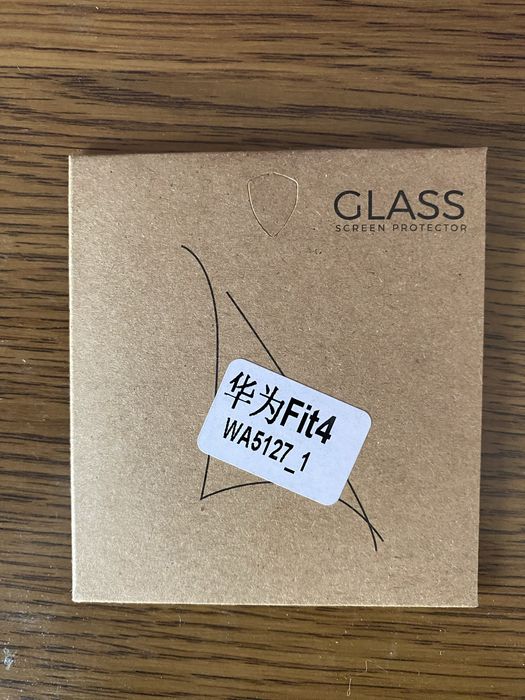 GLASS
SCREEN PROTECTOR
华为Fit4
WA5127_1